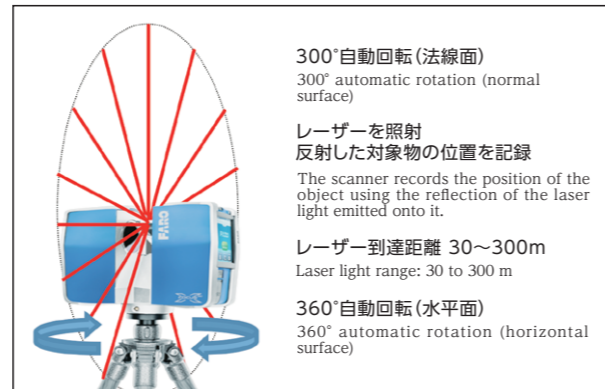 300°自動回転(法線面)
300° automatic rotation (normal
surface)
レーザーを照射
反射した対象物の位置を記録
The scanner records the position of the
object using the reflection of the laser
light emitted onto it.
レーザー到達距離 30～300m
Laser light range: 30 to 300 m
360°自動回転(水平面)
360° automatic rotation (horizontal
surface)
FARO